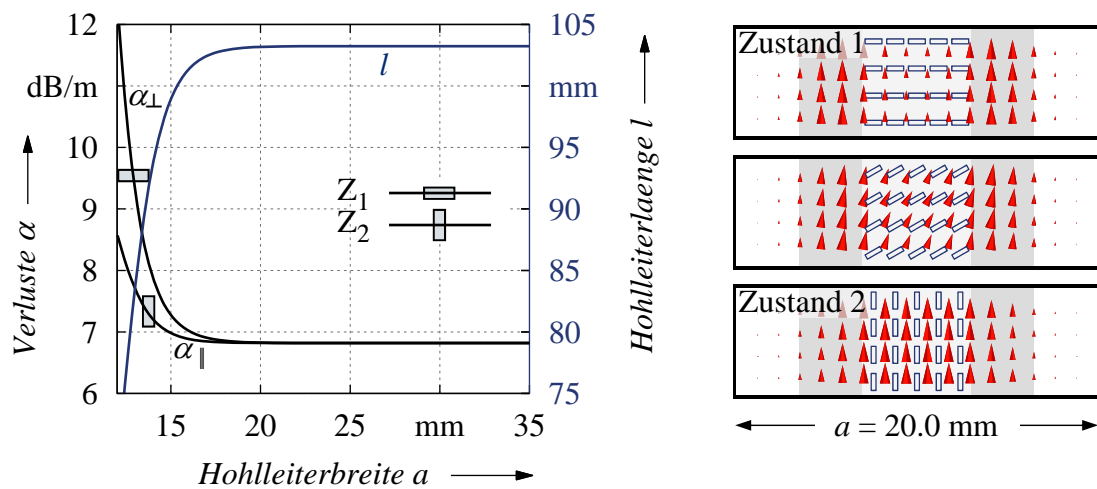 12
dB/m
10
9
8
7
6
Verluste α
α⊥
α∥
l
Z1
Z2
105
mm
95
90
85
80
75
Hohlleiterlaenge l
15
20
25
mm
35
Hohlleiterbreite a
Zustand 1
Zustand 2
a = 20.0 mm